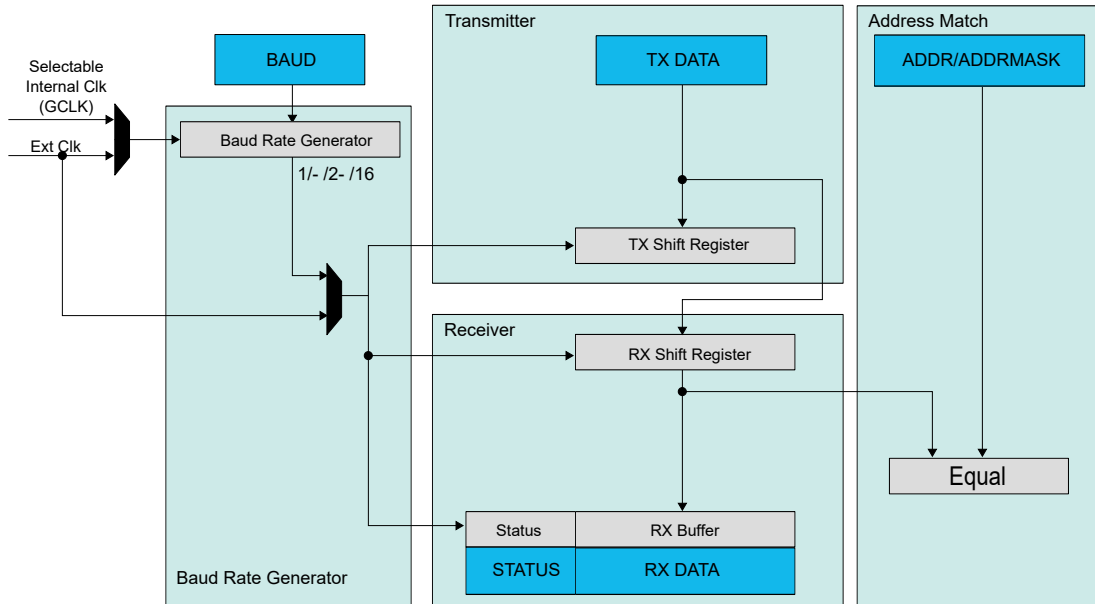 Transmitter
Address Match
BAUD
TX DATA
ADDR/ADDRMASK
Selectable
Internal Clk
(GCLK)
Baud Rate Generator
Ext Clk
1/- /2- /16
TX Shift Register
Receiver
RX Shift Register
Equal
Status
RX Buffer
STATUS
RX DATA
Baud Rate Generator